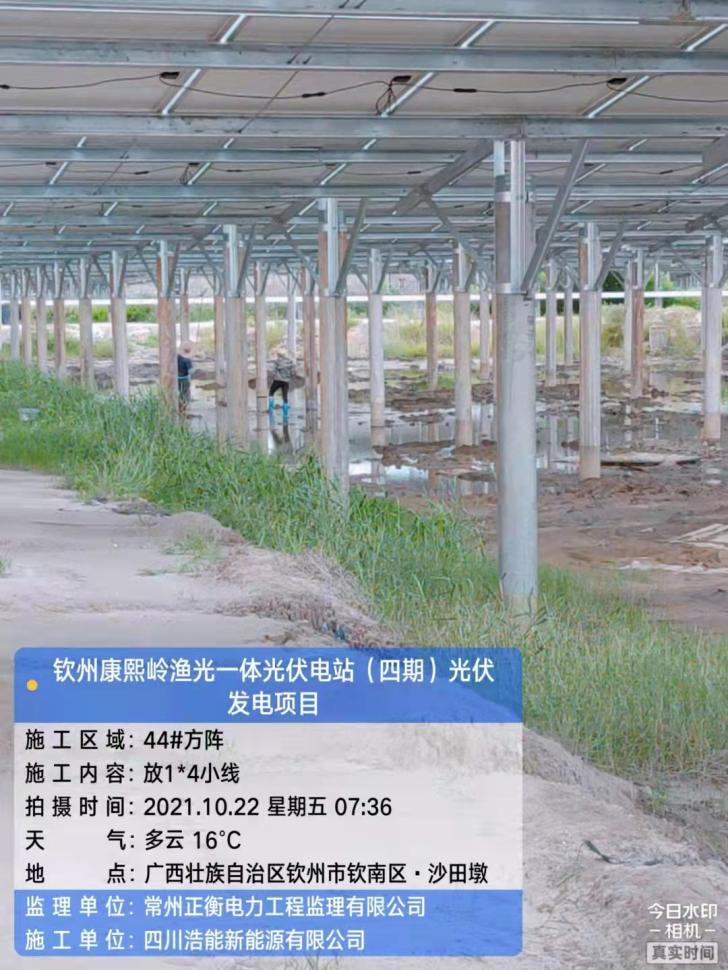 钦州康熙岭渔光一体光伏电站（四期）光伏
发电项目
施工区域：44#方阵
施工内容：放1*4小线
拍摄时间：2021.10.22 星期五 07:36
天 气：多云 16℃
地 点：广西壮族自治区钦州市钦南区·沙田墩
监理单位：常州正衡电力工程监理有限公司
施工单位：四川浩能新能源有限公司
今日水印
-相机-
真实时间